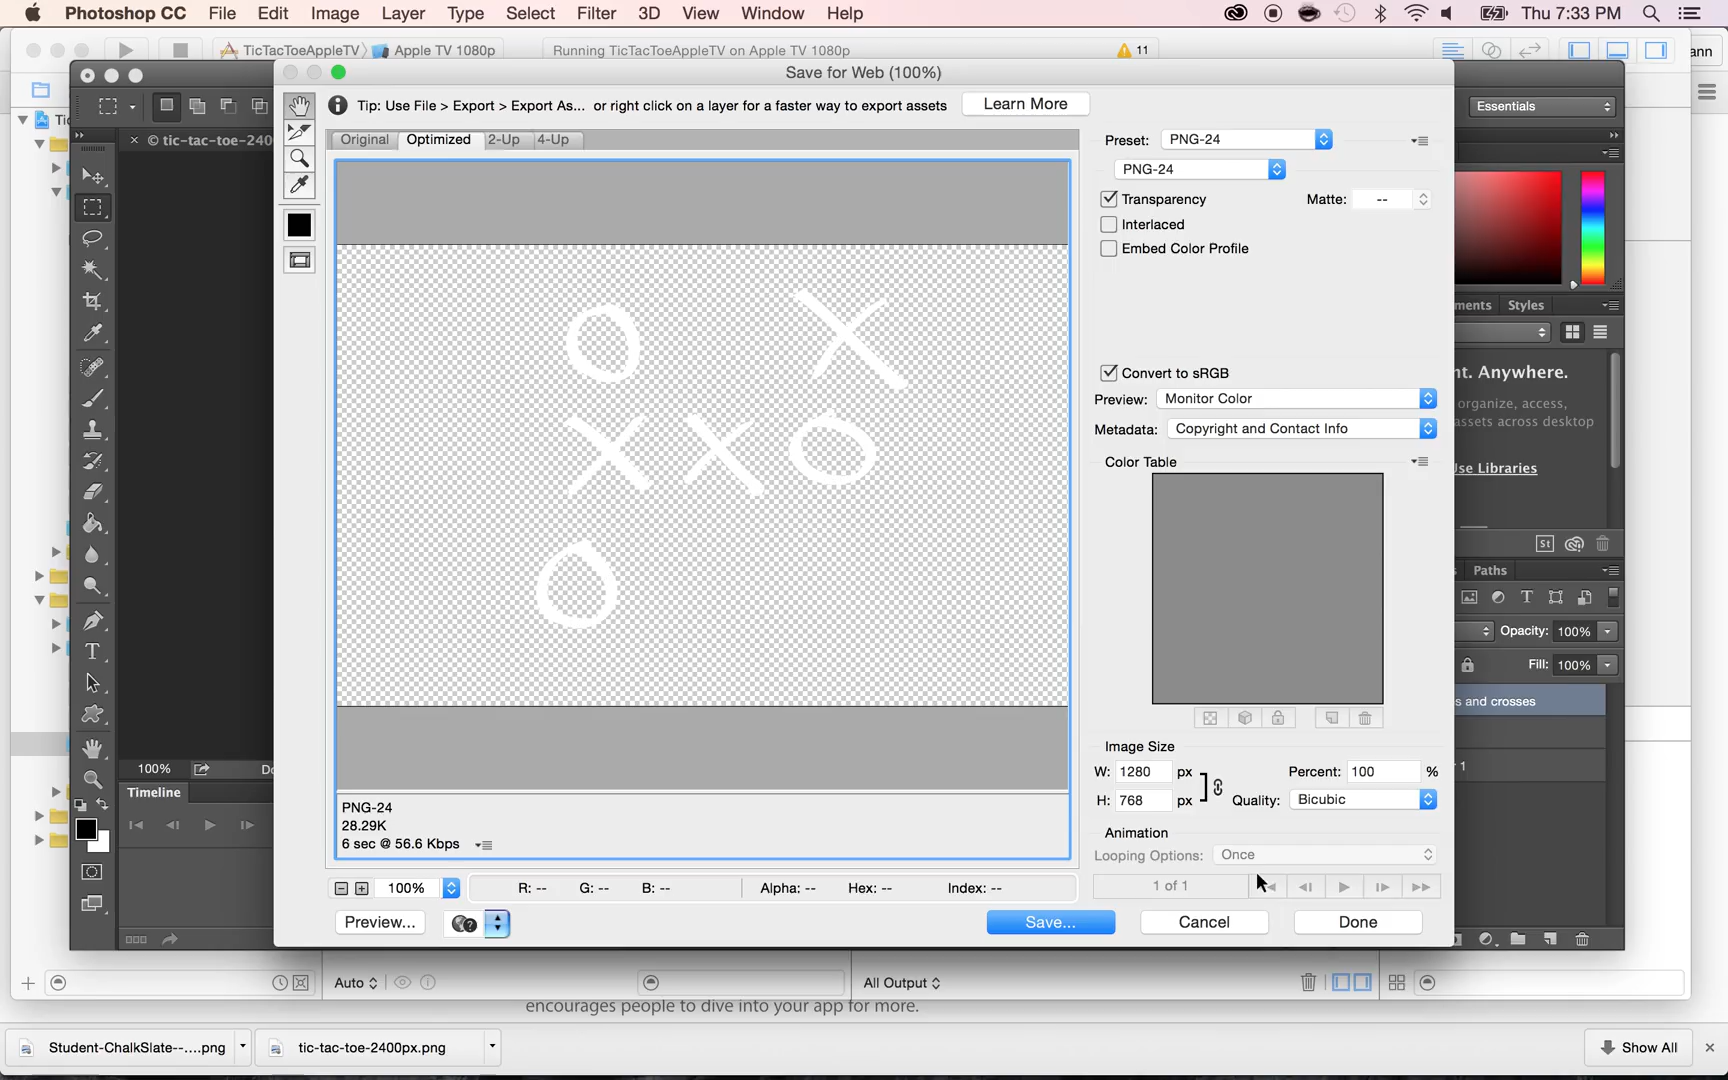 Photoshop CC File Edit Image Layer Type Select Filter 3D View Window Help Thu 7:33 PM
TicTacToeAppleTV Apple TV 1080p Running TicTacToeAppleTV on Apple TV 1080p 11 ann
Save for Web (100%)
Tip: Use File > Export > Export As... or right click on a layer for a faster way to export assets Learn More Essentials
Tic
× © tic-tac-toe-240
Original Optimized 2-Up 4-Up
Preset: PNG-24
PNG-24
Transparency Matte: --
Interlaced
Embed Color Profile
ments Styles
Convert to sRGB
nt. Anywhere.
Preview: Monitor Color
organize, access,
assets across desktop
Metadata: Copyright and Contact Info
Color Table
Use Libraries
St
Paths
Opacity: 100%
Fill: 100%
s and crosses
O X
X X O
O
Image Size
1
W: 1280 px Percent: 100 %
H: 768 px Quality: Bicubic
100% Do
Timeline
PNG-24
28.29K
6 sec @ 56.6 Kbps
Animation
Looping Options: Once
100% R: -- G: -- B: -- Alpha: -- Hex: -- Index: -- 1 of 1
Preview... Save... Cancel Done
T
Auto All Output
encourages people to dive into your app for more.
Student-ChalkSlate--....png tic-tac-toe-2400px.png Show All